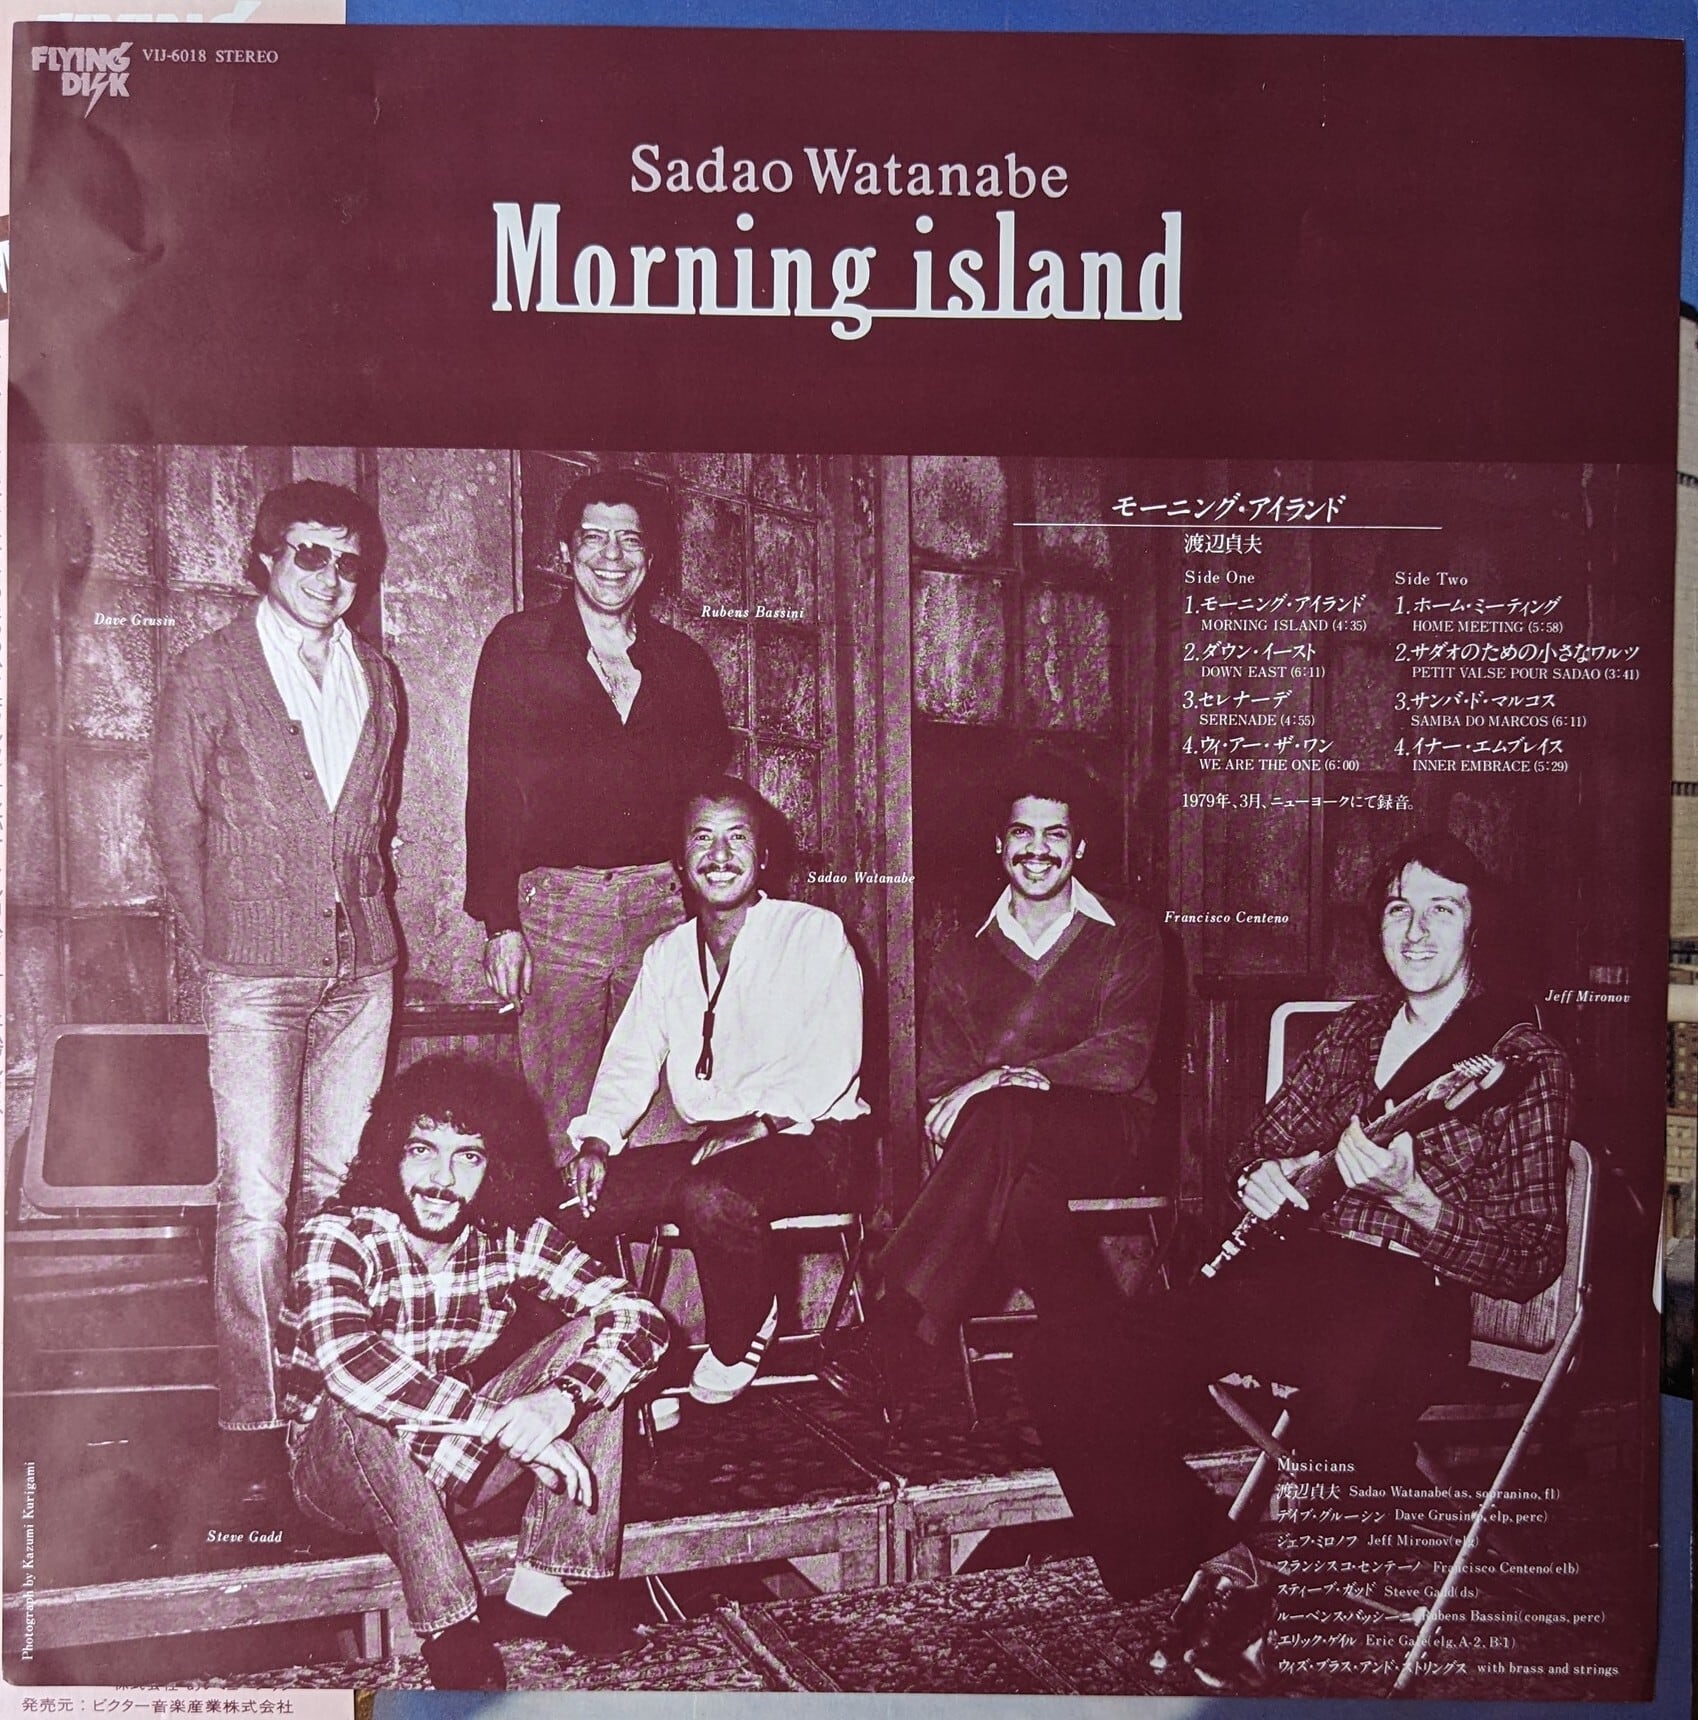 FLYING DISK
VIJ-6018 STEREO
Sadao Watanabe
Morning island
モーニング・アイランド
渡辺貞夫
Side One
1.モーニング・アイランド
MORNING ISLAND (4:35)
2.ダウン・イースト
DOWN EAST (6:11)
3.セレナーデ
SERENADE (4:55)
4.ウィ・アー・ザ・ワン
WE ARE THE ONE (6:00)
Side Two
1.ホーム・ミーティング
HOME MEETING (5:58)
2.サダオのための小さなワルツ
PETIT VALSE POUR SADAO (3:41)
3.サンバ・ド・マルコス
SAMBA DO MARCOS (6:11)
4.イナー・エムブレイス
INNER EMBRACE (5:29)
1979年、3月、ニューヨークにて録音。
Dave Grusin
Rubens Bassini
Sadao Watanabe
Francisco Centeno
Jeff Mironov
Steve Gadd
Photograph by Kazumi Kurigami
Musicians
渡辺貞夫 Sadao Watanabe(as, sopranino, fl)
デイブ・グルーシン Dave Grusin(p, elp, perc)
ジェフ・ミロノフ Jeff Mironov(elg)
フランシスコ・センテーノ Francisco Centeno(elb)
スティーブ・ガッド Steve Gadd(ds)
ルーベンス・バッシーニ Rubens Bassini(congas, perc)
エリック・ゲイル Eric Gale(elg, A-2, B-1)
ウィズ・ブラス・アンド・ストリングス with brass and strings
発売元：ビクター音楽産業株式会社